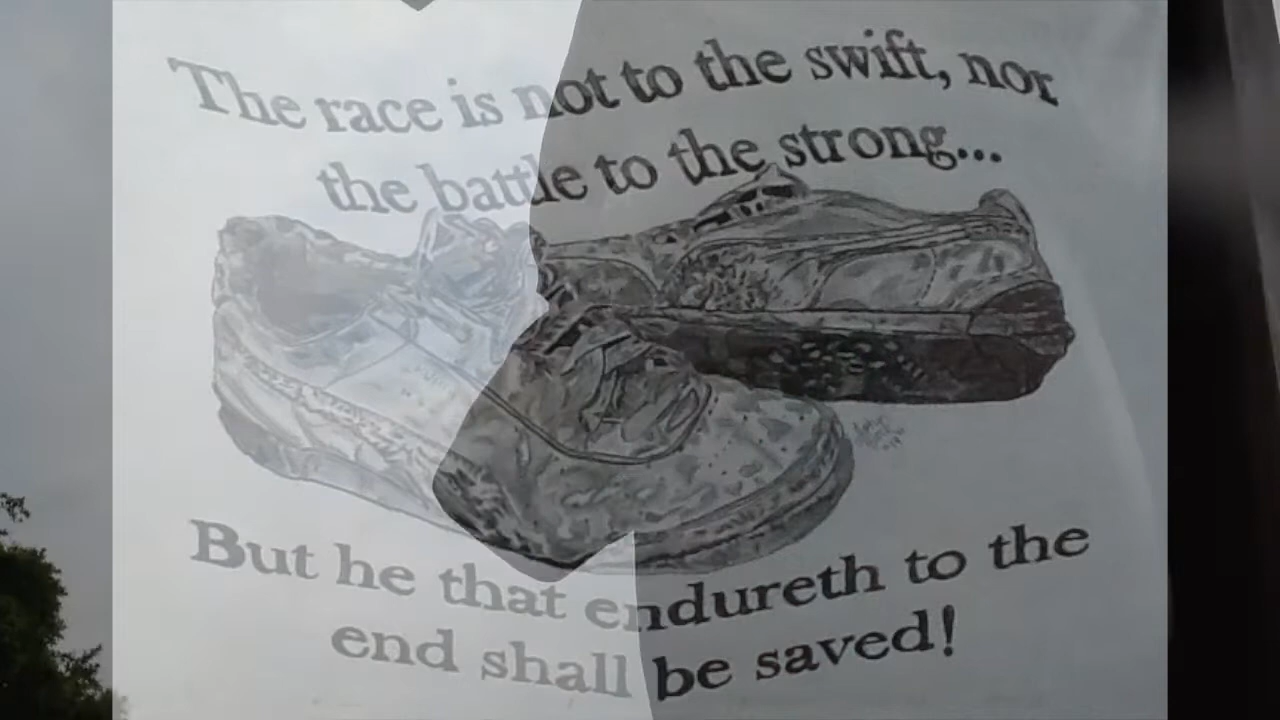 The race is not to the swift, nor
the battle to the strong...
But he that endureth to the
end shall be saved!